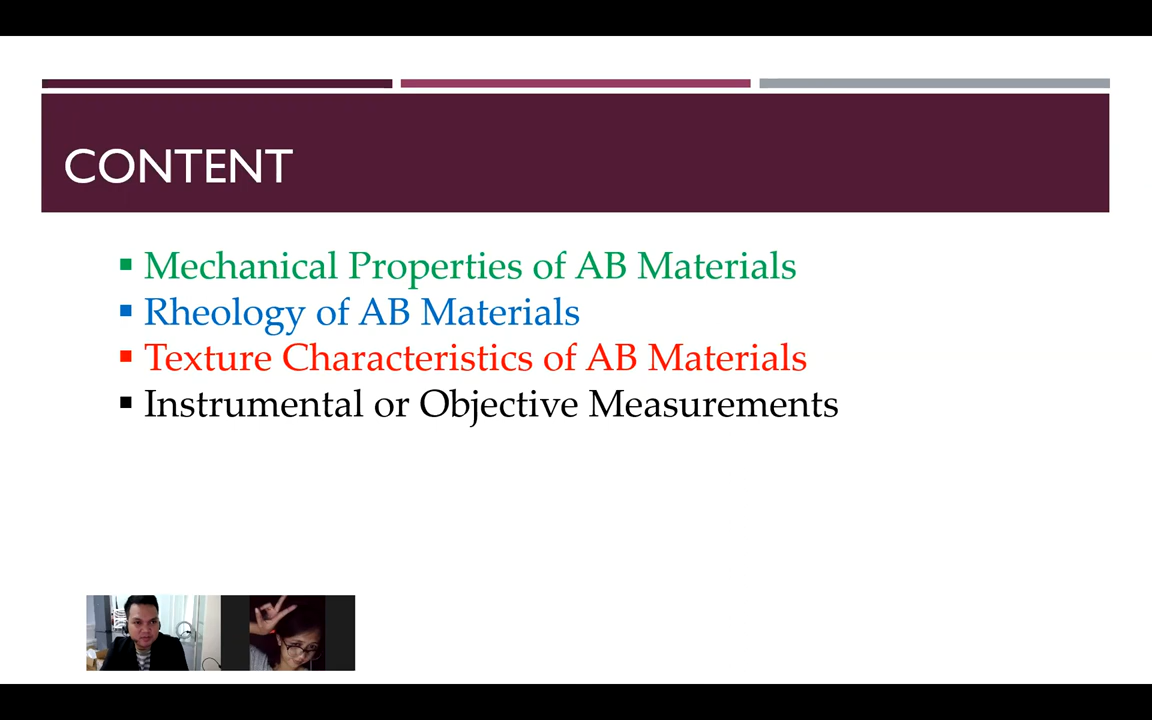 CONTENT
Mechanical Properties of AB Materials
Rheology of AB Materials
Texture Characteristics of AB Materials
Instrumental or Objective Measurements